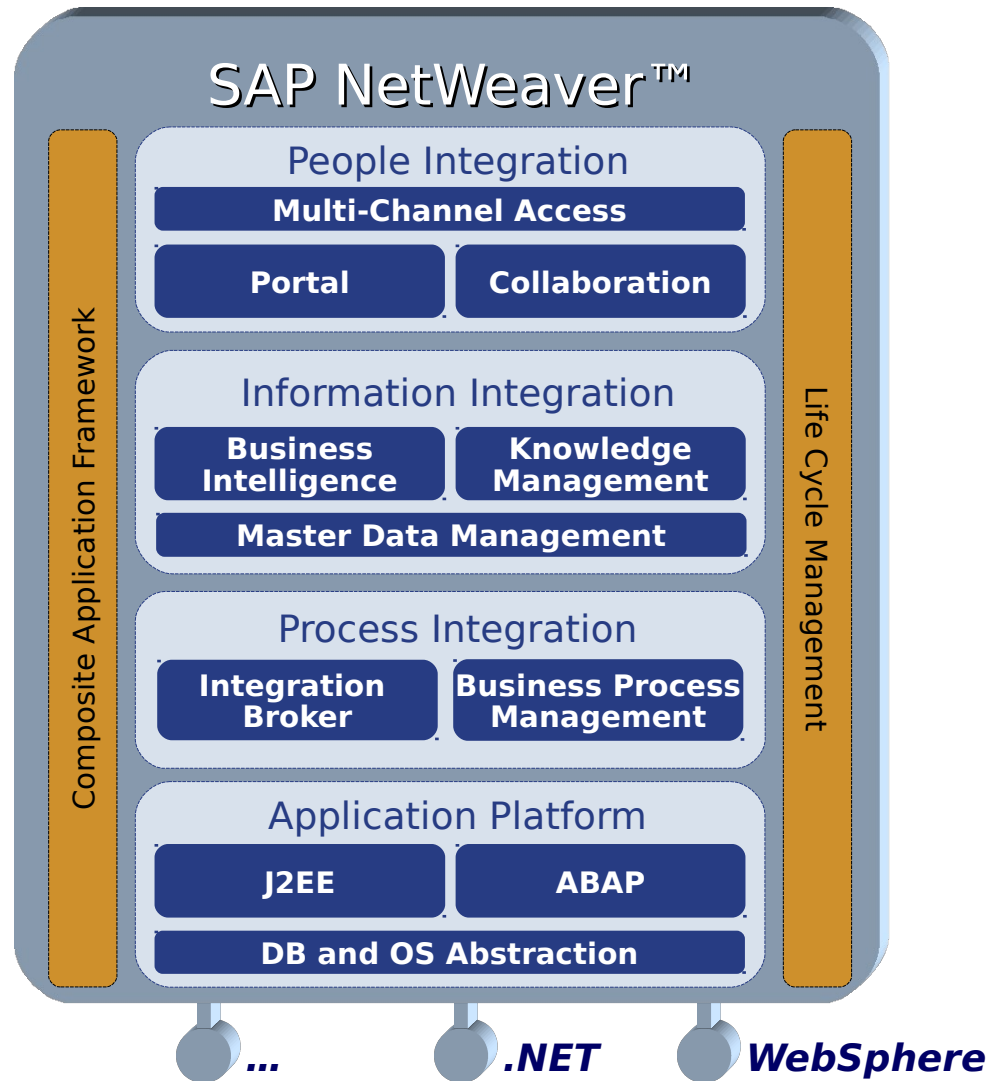 SAP NetWeaver™
People Integration
Multi-Channel Access
Portal
Collaboration
Information Integration
Business
Intelligence
Knowledge
Management
Master Data Management
Process Integration
Integration
Broker
Business Process
Management
Application Platform
J2EE
ABAP
DB and OS Abstraction
Composite Application Framework
Life Cycle Management
...
.NET
WebSphere